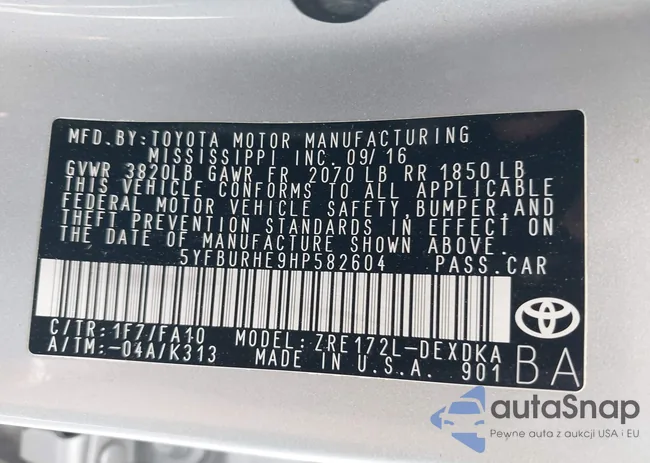 MFD. BY: TOYOTA MOTOR MANUFACTURING
MISSISSIPPI INC. 09/16
GVWR 3820LB GAWR FR 2070 LB RR 1850 LB
THIS VEHICLE CONFORMS TO ALL APPLICABLE
FEDERAL MOTOR VEHICLE SAFETY, BUMPER, AND
THEFT PREVENTION STANDARDS IN EFFECT ON
THE DATE OF MANUFACTURE SHOWN ABOVE.
5YFBURHE9HP582604 PASS. CAR
C/TR: 1F7/FA10 MODEL: ZRE172L-DEXDKA
A/TM: -04A/K313 MADE IN U.S.A. 901
BA
autaSnap
Pewne auta z aukcji USA i EU